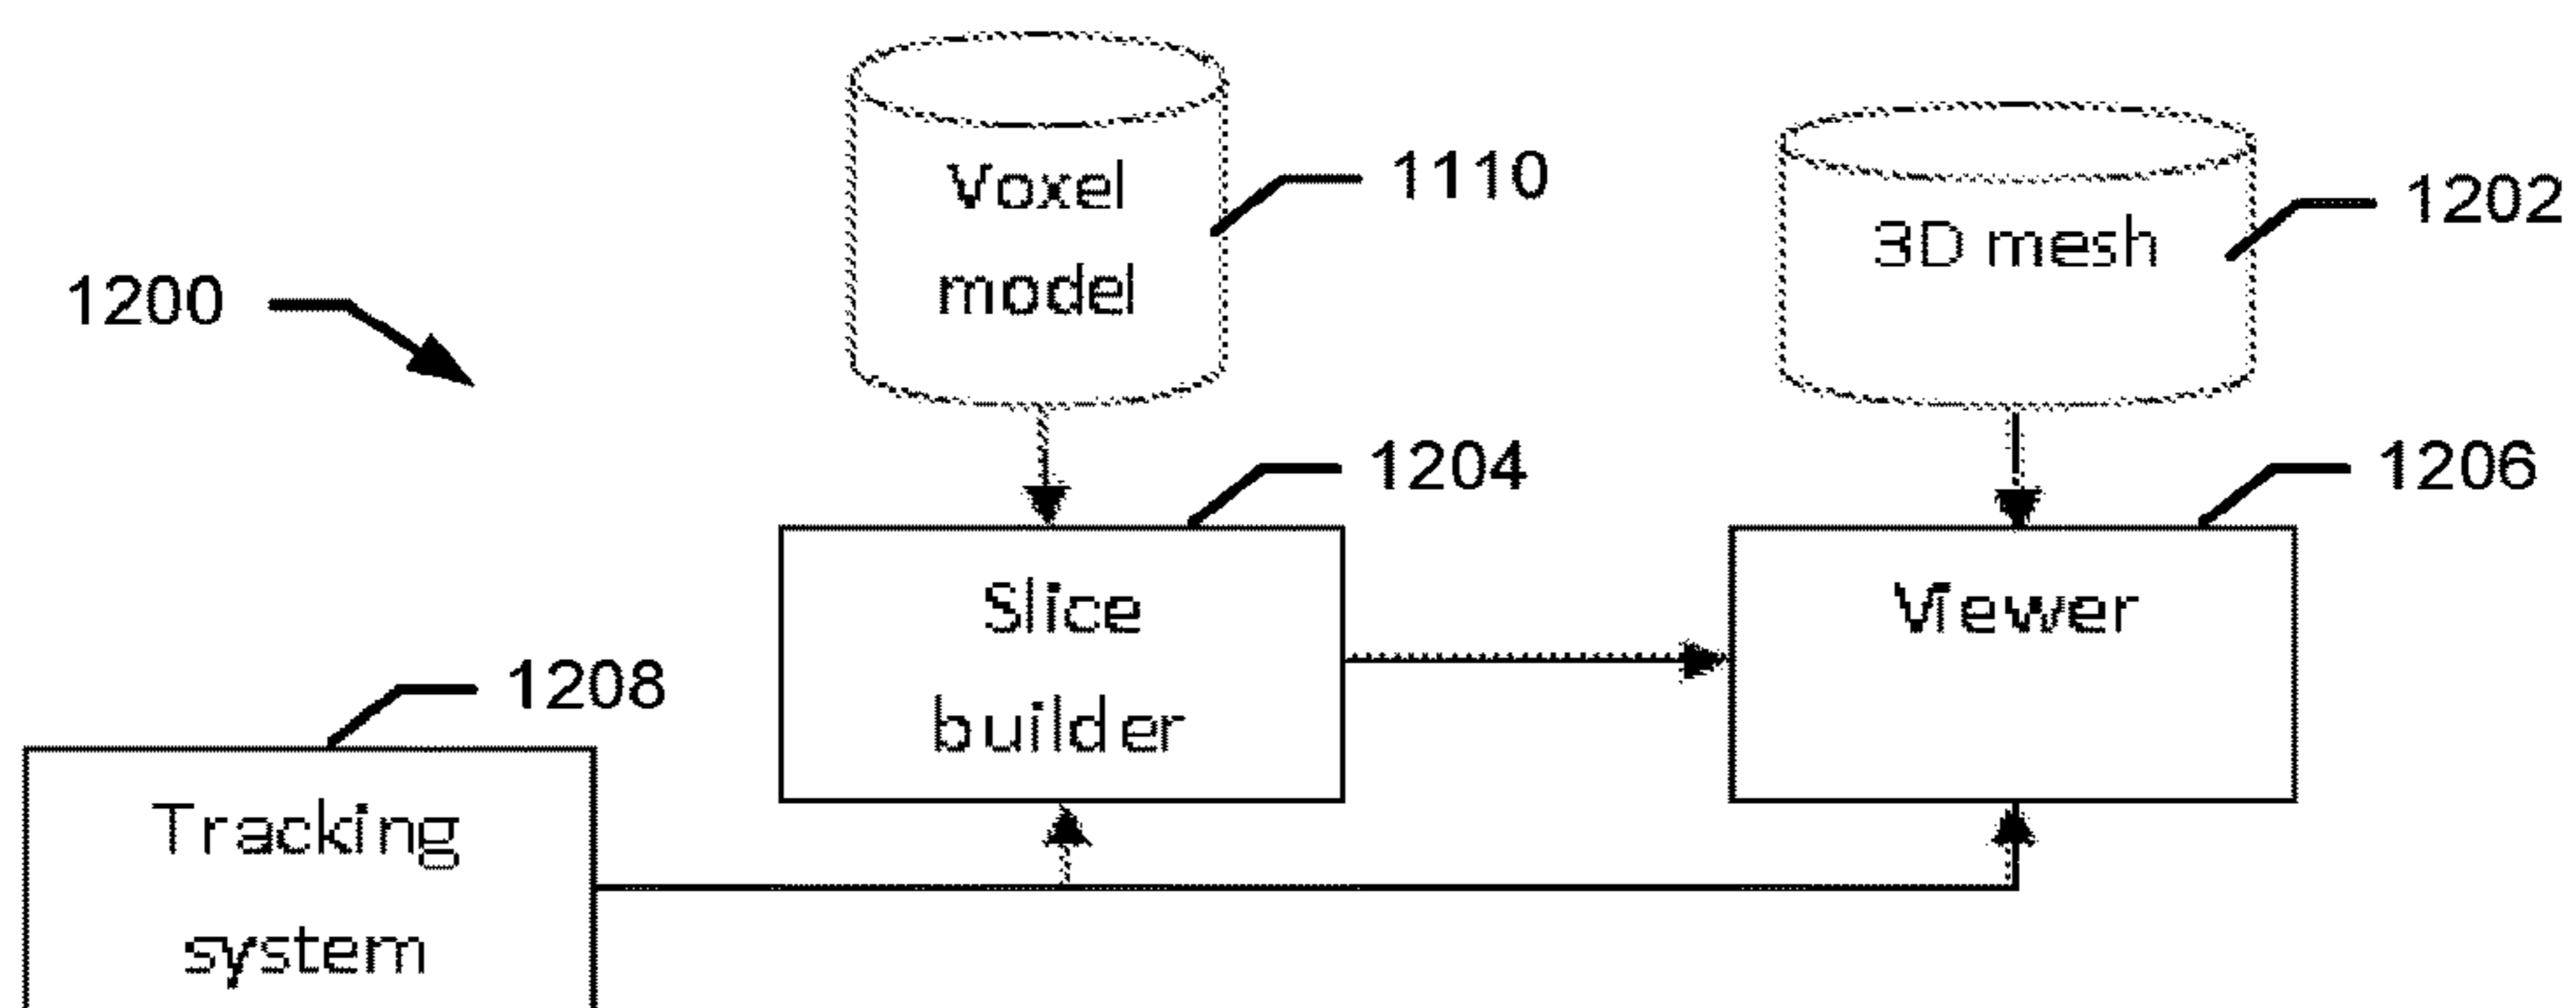 Voxel
model
1110
3D mesh
1202
1200
1204
1206
Slice
builder
Viewer
1208
Tracking
system